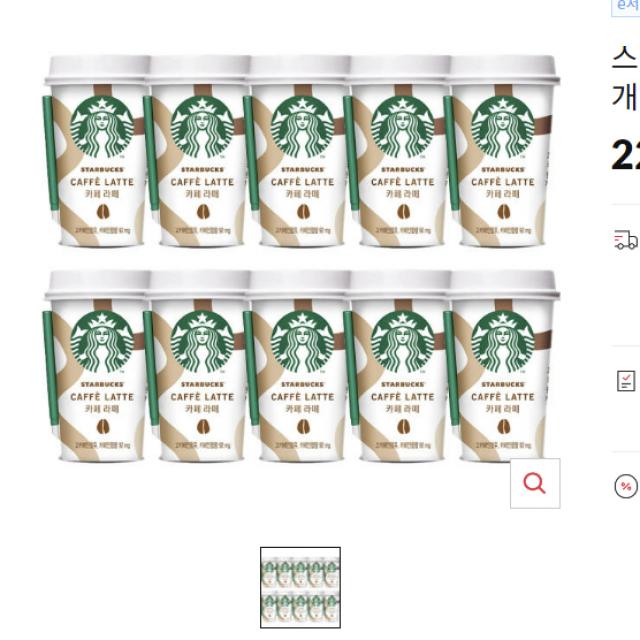 스
개
22
STARBUCKS STARBUCKS STARBUCKS STARBUCKS STARBUCKS
CAFFÈ LATTE CAFFÈ LATTE CAFFÈ LATTE CAFFÈ LATTE CAFFÈ LATTE
카페 라떼 카페 라떼 카페 라떼 카페 라떼 카페 라떼
STARBUCKS STARBUCKS STARBUCKS STARBUCKS STARBUCKS
CAFFÈ LATTE CAFFÈ LATTE CAFFÈ LATTE CAFFÈ LATTE CAFFÈ LATTE
카페 라떼 카페 라떼 카페 라떼 카페 라떼 카페 라떼
%